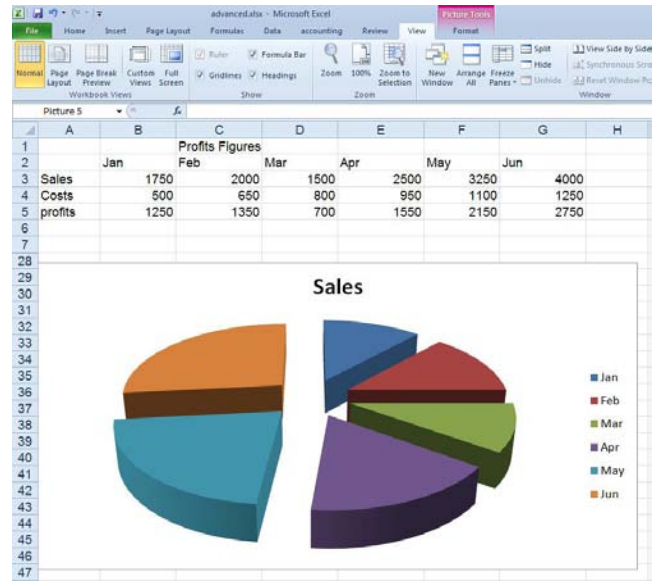 advanced.xlsx - Microsoft Excel
Picture Tools
File Home Insert Page Layout Formulas Data accounting Review View Format
Normal Page Layout Page Break Preview Custom Views Full Screen
Workbook Views
Ruler Formula Bar
Gridlines Headings
Show
Zoom 100% Zoom to Selection
Zoom
New Window Arrange All Freeze Panes
Split
Hide
Unhide
View Side by Side
Synchronous
Reset Window
Window
Picture 5 fx
A B C D E F G H
1 Profits Figures
2 Jan Feb Mar Apr May Jun
3 Sales 1750 2000 1500 2500 3250 4000
4 Costs 500 650 800 950 1100 1250
5 profits 1250 1350 700 1550 2150 2750
6
7
28
29
30
31
32
33
34
35
36
37
38
39
40
41
42
43
44
45
46
47
Sales
Jan
Feb
Mar
Apr
May
Jun